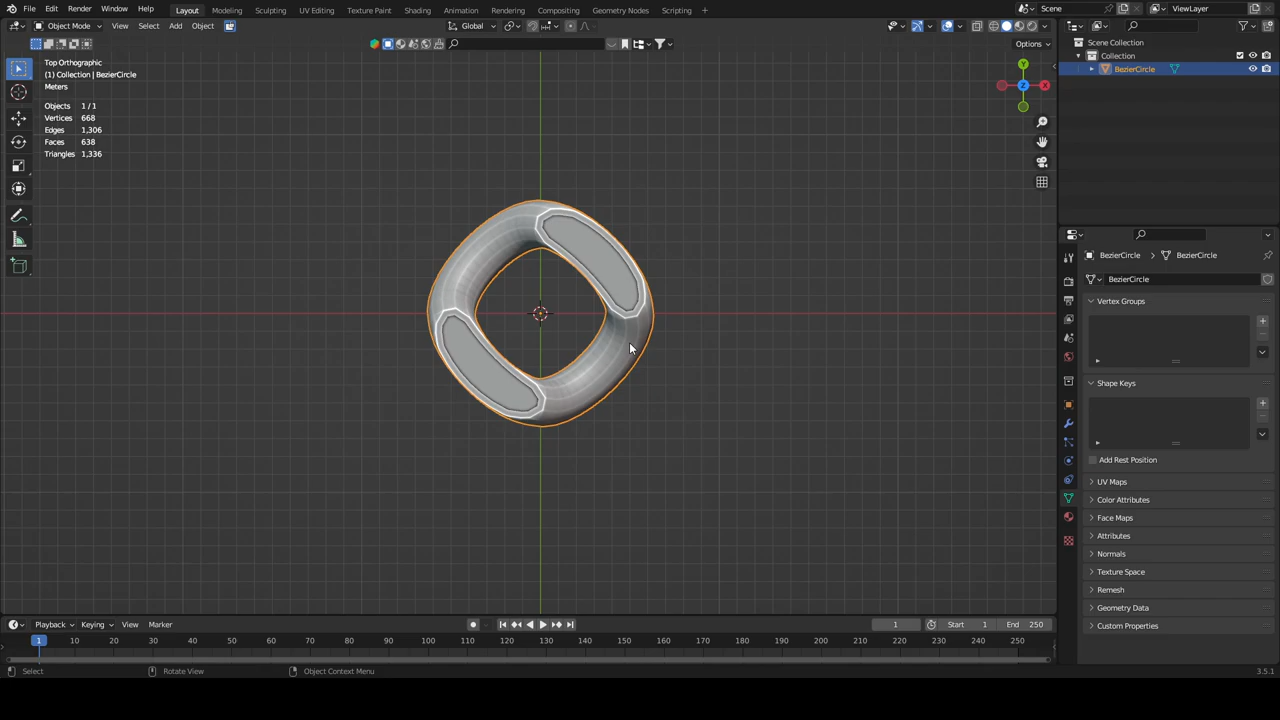 File Edit Render Window Help Layout Modeling Sculpting UV Editing Texture Paint Shading Animation Rendering Compositing Geometry Nodes Scripting + Scene ViewLayer
Object Mode View Select Add Object Global
Options
Top Orthographic
(1) Collection | BezierCircle
Meters
Objects 1 / 1
Vertices 668
Edges 1,306
Faces 638
Triangles 1,336
Y
X
Z
Scene Collection
Collection
BezierCircle
BezierCircle > BezierCircle
BezierCircle
Vertex Groups
Shape Keys
Add Rest Position
UV Maps
Color Attributes
Face Maps
Attributes
Normals
Texture Space
Remesh
Geometry Data
Custom Properties
Playback Keying View Marker 1 Start 1 End 250
1 10 20 30 40 50 60 70 80 90 100 110 120 130 140 150 160 170 180 190 200 210 220 230 240 250
Select Rotate View Object Context Menu 3.5.1